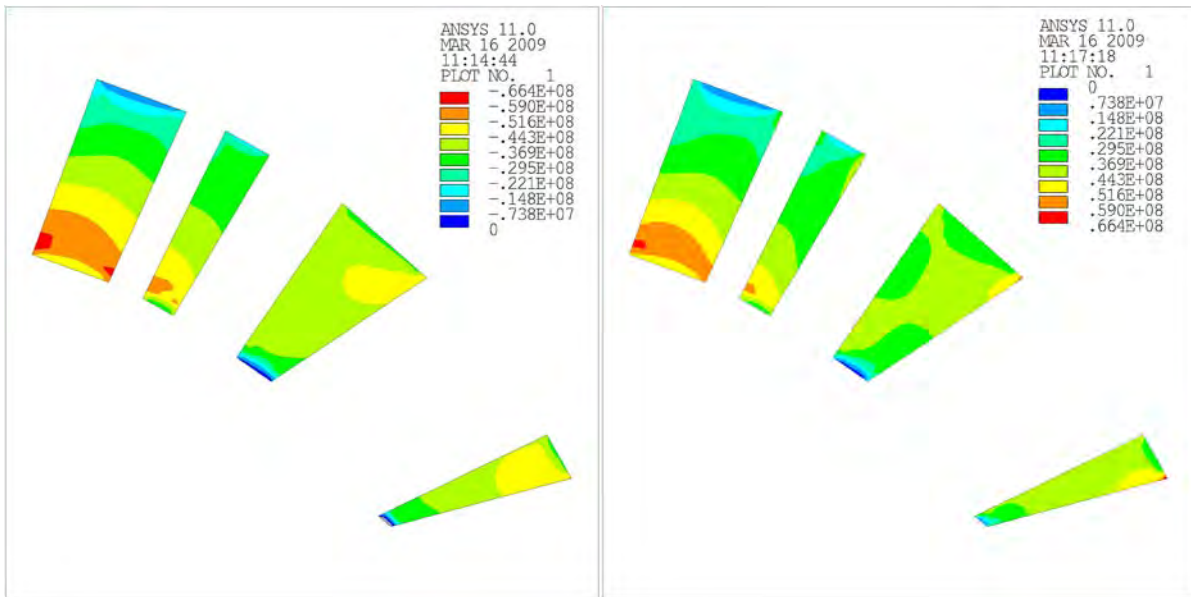 ANSYS 11.0
MAR 16 2009
11:14:44
PLOT NO. 1
-.664E+08
-.590E+08
-.516E+08
-.443E+08
-.369E+08
-.295E+08
-.221E+08
-.148E+08
-.738E+07
0
ANSYS 11.0
MAR 16 2009
11:17:18
PLOT NO. 1
0
.738E+07
.148E+08
.221E+08
.295E+08
.369E+08
.443E+08
.516E+08
.590E+08
.664E+08